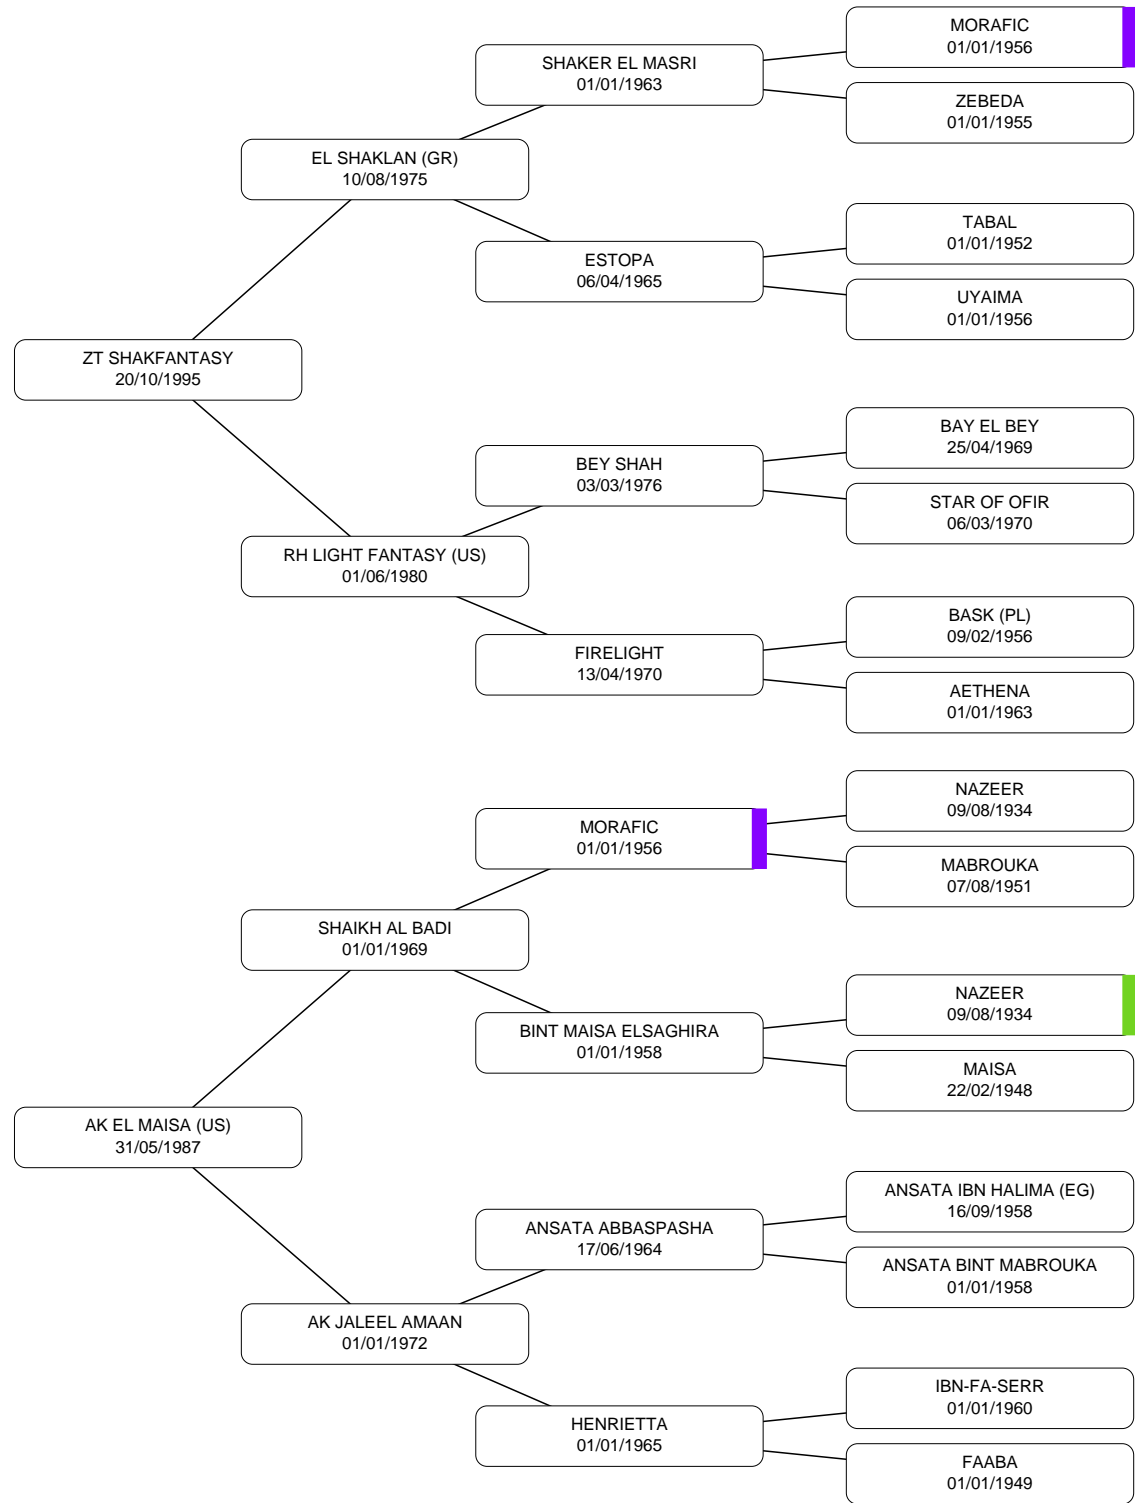 MORAFIC
01/01/1956
SHAKER EL MASRI
01/01/1963
ZEBEDA
01/01/1955
EL SHAKLAN (GR)
10/08/1975
TABAL
01/01/1952
ESTOPA
06/04/1965
UYAIMA
01/01/1956
ZT SHAKFANTASY
20/10/1995
BAY EL BEY
25/04/1969
BEY SHAH
03/03/1976
STAR OF OFIR
06/03/1970
RH LIGHT FANTASY (US)
01/06/1980
BASK (PL)
09/02/1956
FIRELIGHT
13/04/1970
AETHENA
01/01/1963
NAZEER
09/08/1934
MORAFIC
01/01/1956
MABROUKA
07/08/1951
SHAIKH AL BADI
01/01/1969
NAZEER
09/08/1934
BINT MAISA ELSAGHIRA
01/01/1958
MAISA
22/02/1948
AK EL MAISA (US)
31/05/1987
ANSATA IBN HALIMA (EG)
16/09/1958
ANSATA ABBASPASHA
17/06/1964
ANSATA BINT MABROUKA
01/01/1958
AK JALEEL AMAAN
01/01/1972
IBN-FA-SERR
01/01/1960
HENRIETTA
01/01/1965
FAABA
01/01/1949